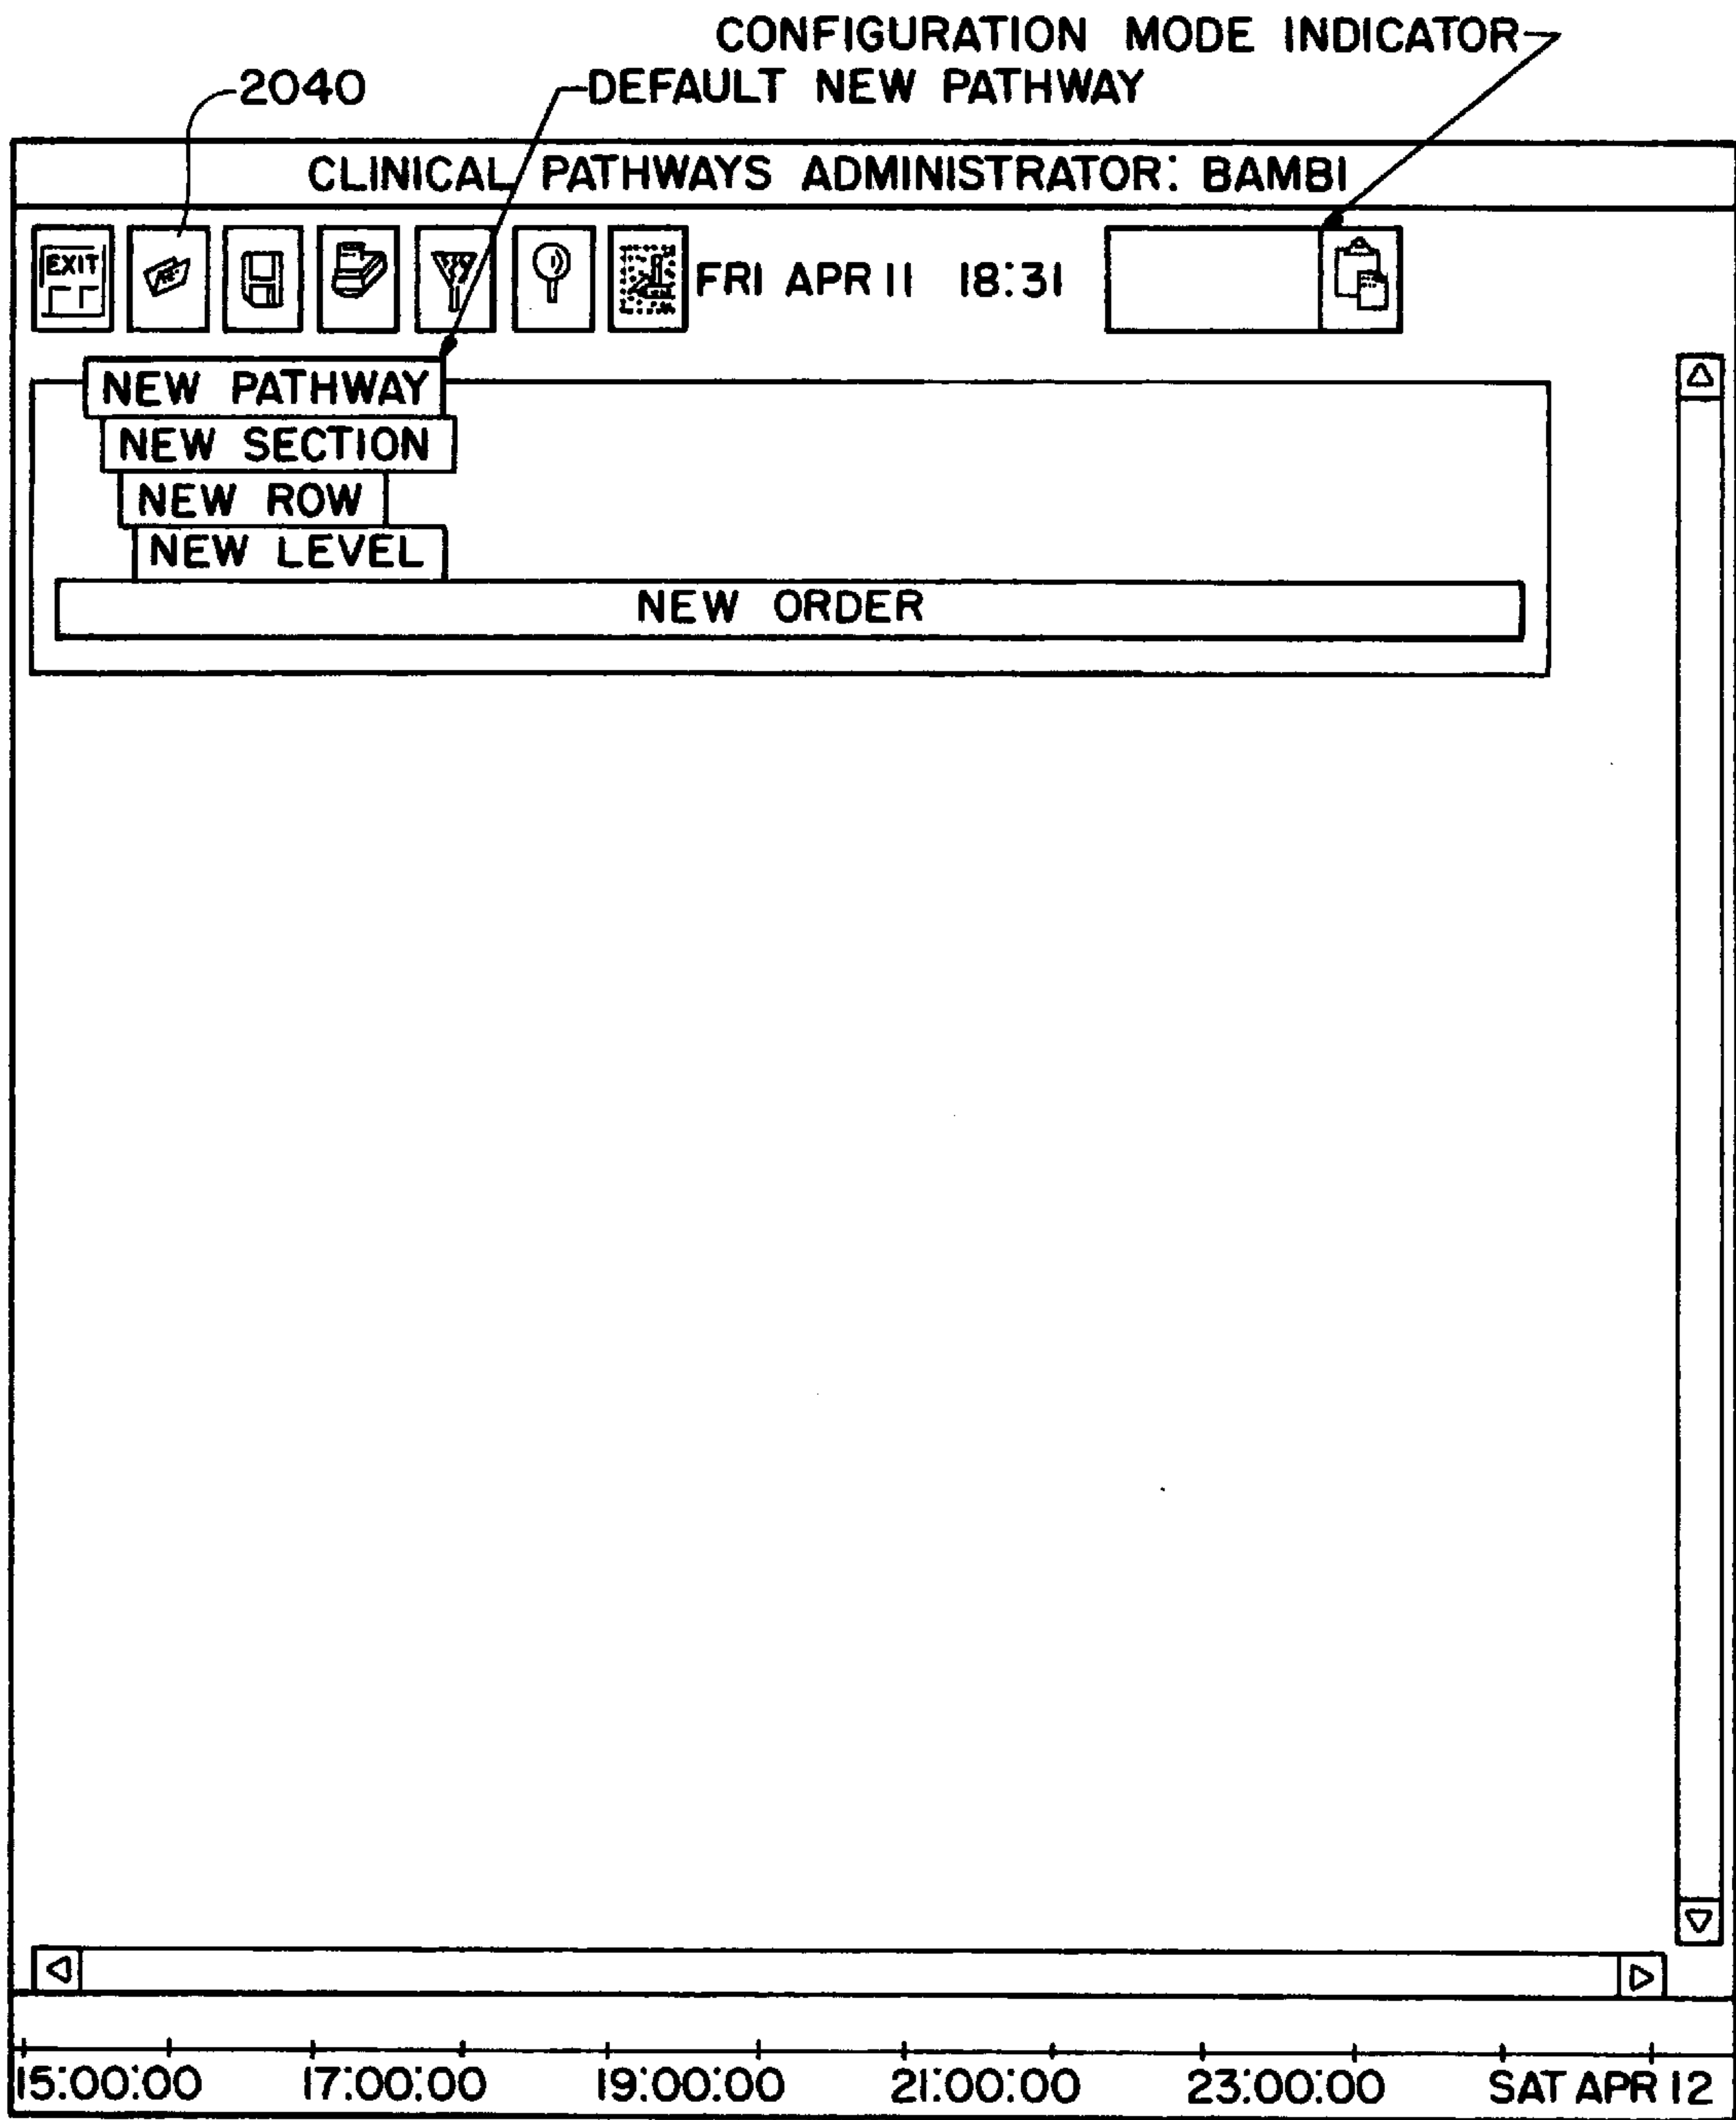 CONFIGURATION MODE INDICATOR
2040
DEFAULT NEW PATHWAY
CLINICAL PATHWAYS ADMINISTRATOR: BAMBI
EXIT
FRI APR 11 18:31
NEW PATHWAY
NEW SECTION
NEW ROW
NEW LEVEL
NEW ORDER
15:00:00 17:00:00 19:00:00 21:00:00 23:00:00 SAT APR 12